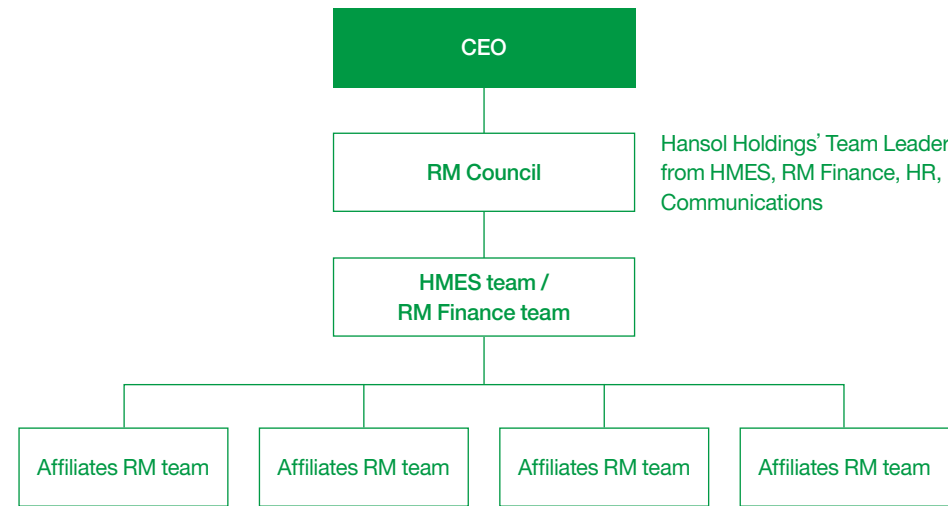 CEO
RM Council
Hansol Holdings’ Team Leader
from HMES, RM Finance, HR,
Communications
HMES team /
RM Finance team
Affiliates RM team
Affiliates RM team
Affiliates RM team
Affiliates RM team